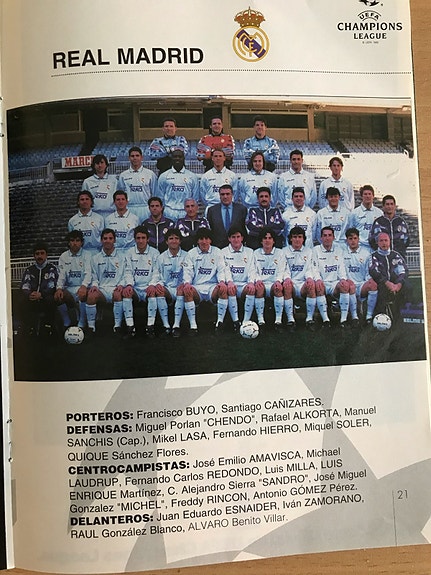 REAL MADRID
UEFA
CHAMPIONS
LEAGUE
MARCA
TEKA
PORTEROS: Francisco BUYO, Santiago CAÑIZARES.
DEFENSAS: Miguel Porlan "CHENDO", Rafael ALKORTA, Manuel
SANCHIS (Cap.), Mikel LASA, Fernando HIERRO, Miquel SOLER,
QUIQUE Sánchez Flores.
CENTROCAMPISTAS: José Emilio AMAVISCA, Michael
LAUDRUP, Fernando Carlos REDONDO, Luis MILLA, LUIS
ENRIQUE Martínez, C. Alejandro Sierra "SANDRO", José Miguel
Gonzalez "MICHEL", Freddy RINCON, Antonio GÓMEZ Pérez.
DELANTEROS: Juan Eduardo ESNAIDER, Iván ZAMORANO,
RAUL González Blanco, ALVARO Benito Villar.
21